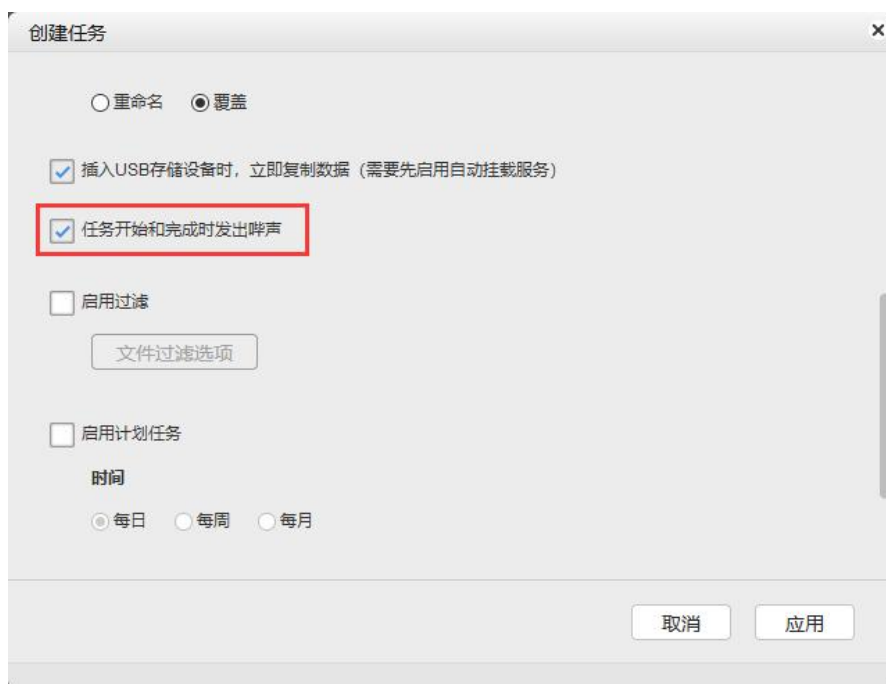 创建任务
重命名 覆盖
插入USB存储设备时，立即复制数据（需要先启用自动挂载服务）
任务开始和完成时发出哔声
启用过滤
文件过滤选项
启用计划任务
时间
每日 每周 每月
取消 应用